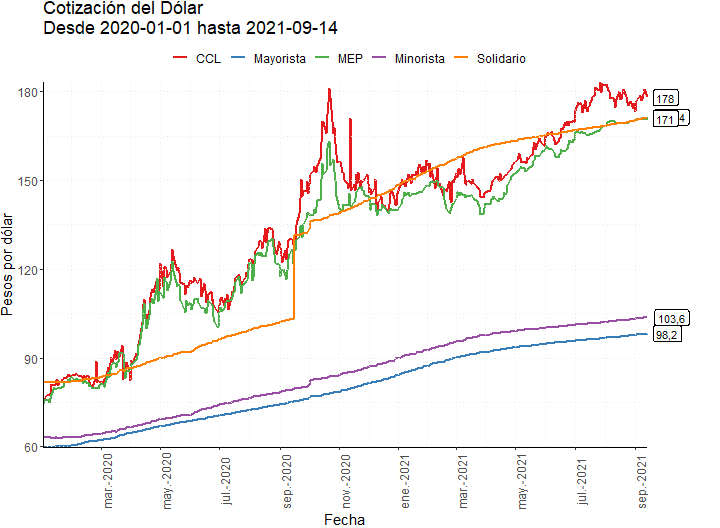 Cotización del Dólar
Desde 2020-01-01 hasta 2021-09-14
CCL Mayorista MEP Minorista Solidario
Pesos por dólar
180
150
120
90
60
178
171
4
103,6
98,2
mar.-2020
may.-2020
jul.-2020
sep.-2020
nov.-2020
ene.-2021
mar.-2021
may.-2021
jul.-2021
sep.-2021
Fecha